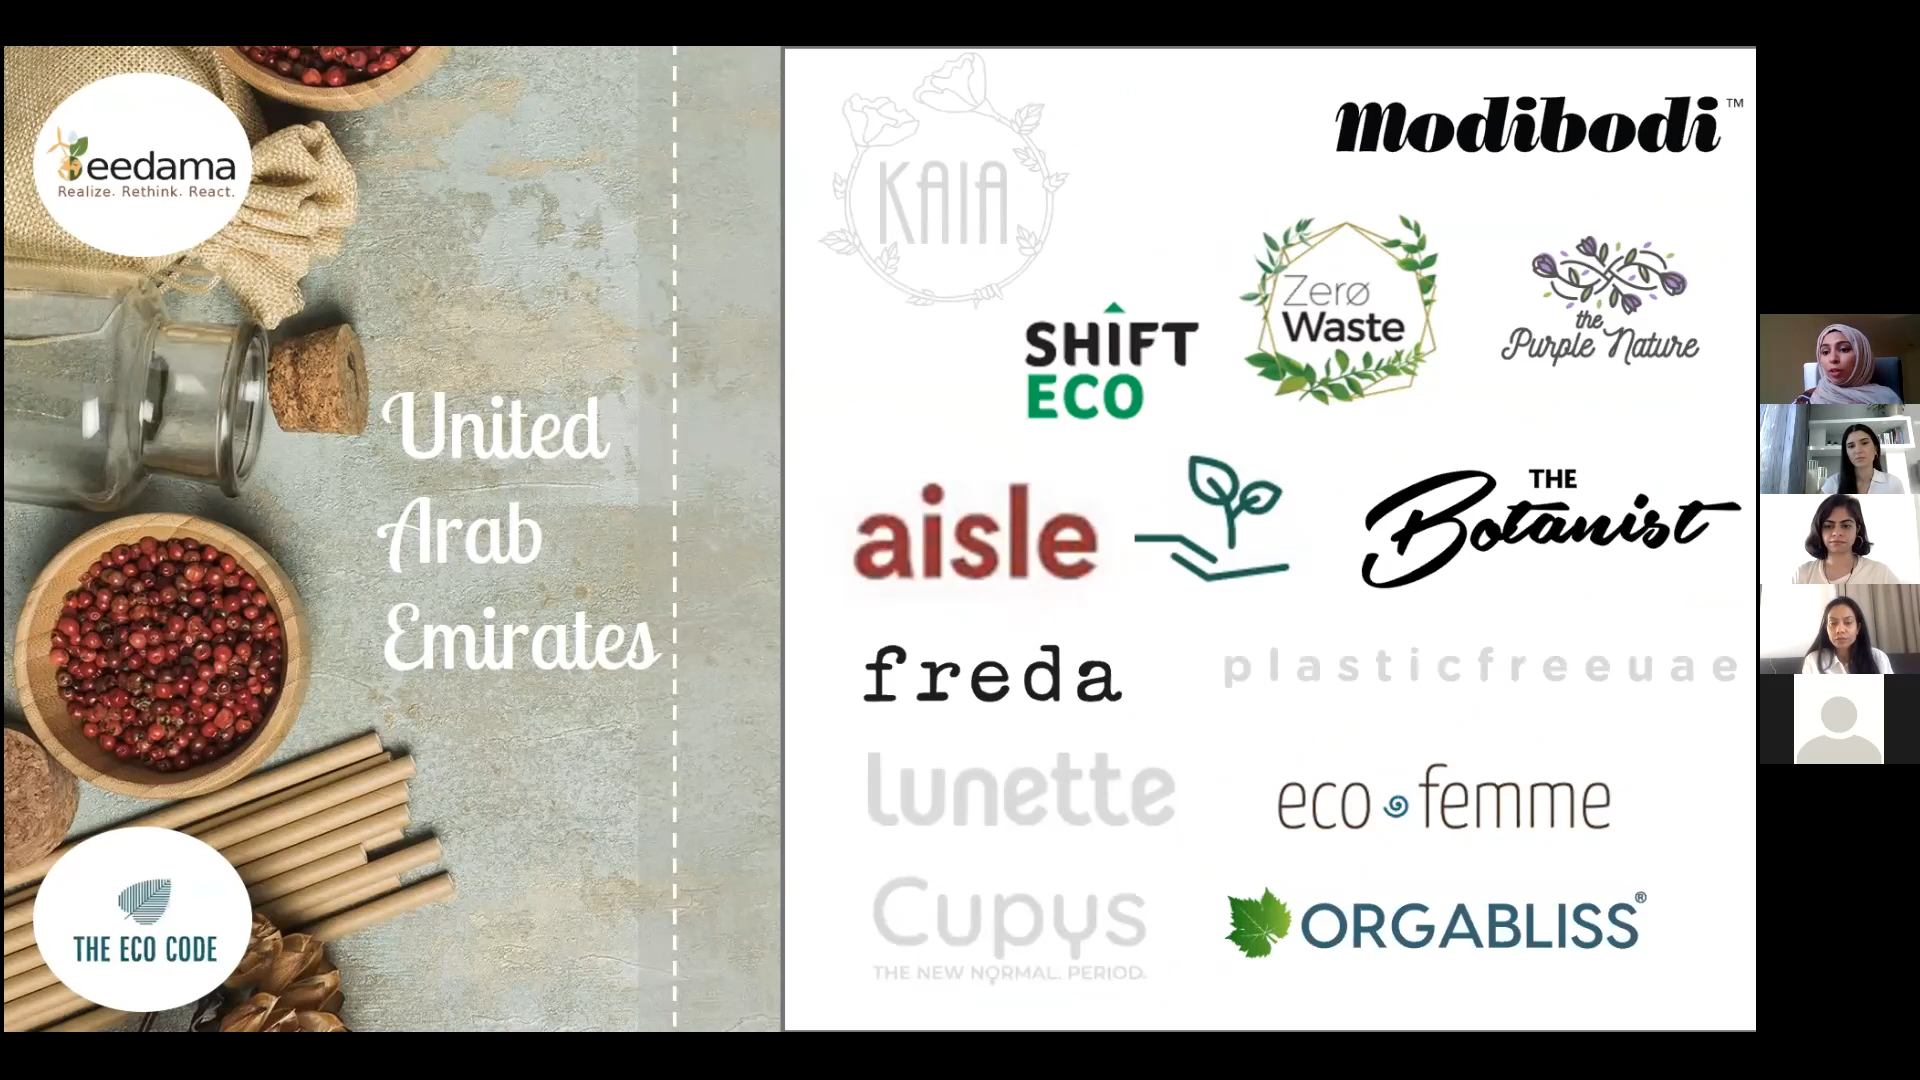 Beedama
Realize. Rethink. React.
United
Arab
Emirates
THE ECO CODE
KAIA
Modibodi™
SHIFT
ECO
Zerø
Waste
the
Purple Nature
aisle
THE
Botanist
freda
plasticfreeuae
lunette
eco femme
Cupys
THE NEW NORMAL. PERIOD.
ORGABLISS®